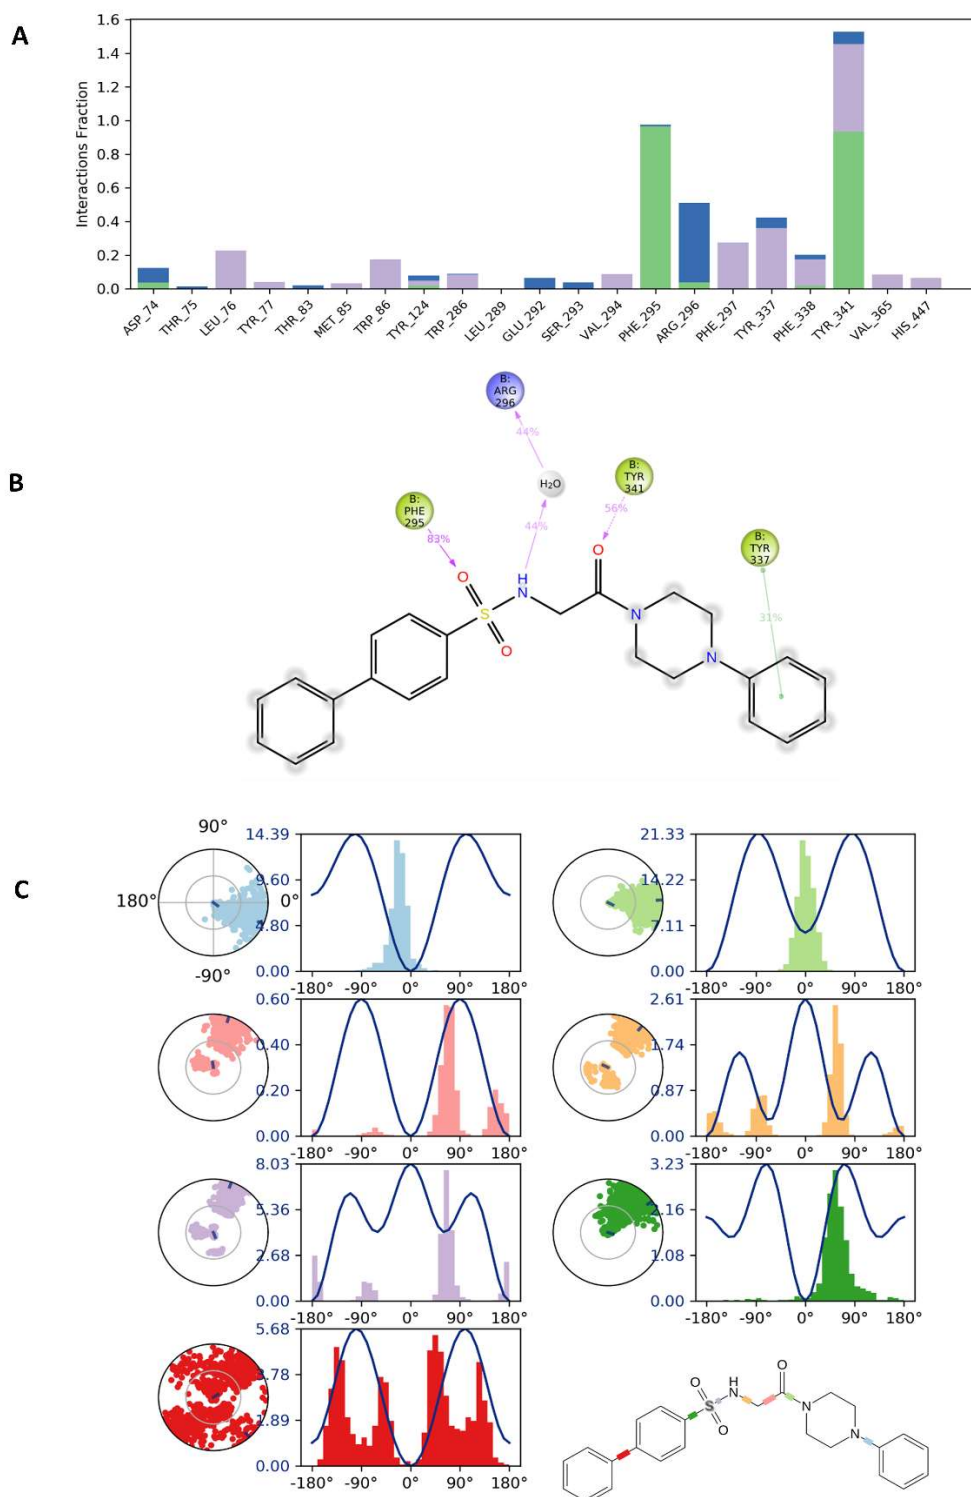 A
Interactions Fraction
1.6
1.4
1.2
1.0
0.8
0.6
0.4
0.2
0.0
ASP_74 THR_75 LEU_76 TYR_77 THR_83 MET_85 TRP_86 TYR_124 TRP_286 LEU_289 GLU_292 SER_293 VAL_294 PHE_295 ARG_296 PHE_297 TYR_337 PHE_338 TYR_341 VAL_365 HIS_447
B
B:
ARG
296
44%
H₂O
44%
B:
TYR
341
56%
B:
PHE
295
83%
B:
TYR
337
31%
O
H
N
O
S
O
N
N
C
90°
180°
0°
-90°
14.39
9.60
4.80
0.00
-180° -90° 0° 90° 180°
21.33
14.22
7.11
0.00
-180° -90° 0° 90° 180°
0.60
0.40
0.20
0.00
-180° -90° 0° 90° 180°
2.61
1.74
0.87
0.00
-180° -90° 0° 90° 180°
8.03
5.36
2.68
0.00
-180° -90° 0° 90° 180°
3.23
2.16
1.08
0.00
-180° -90° 0° 90° 180°
5.68
3.78
1.89
0.00
-180° -90° 0° 90° 180°
O
O
H
N
S
O
N
N